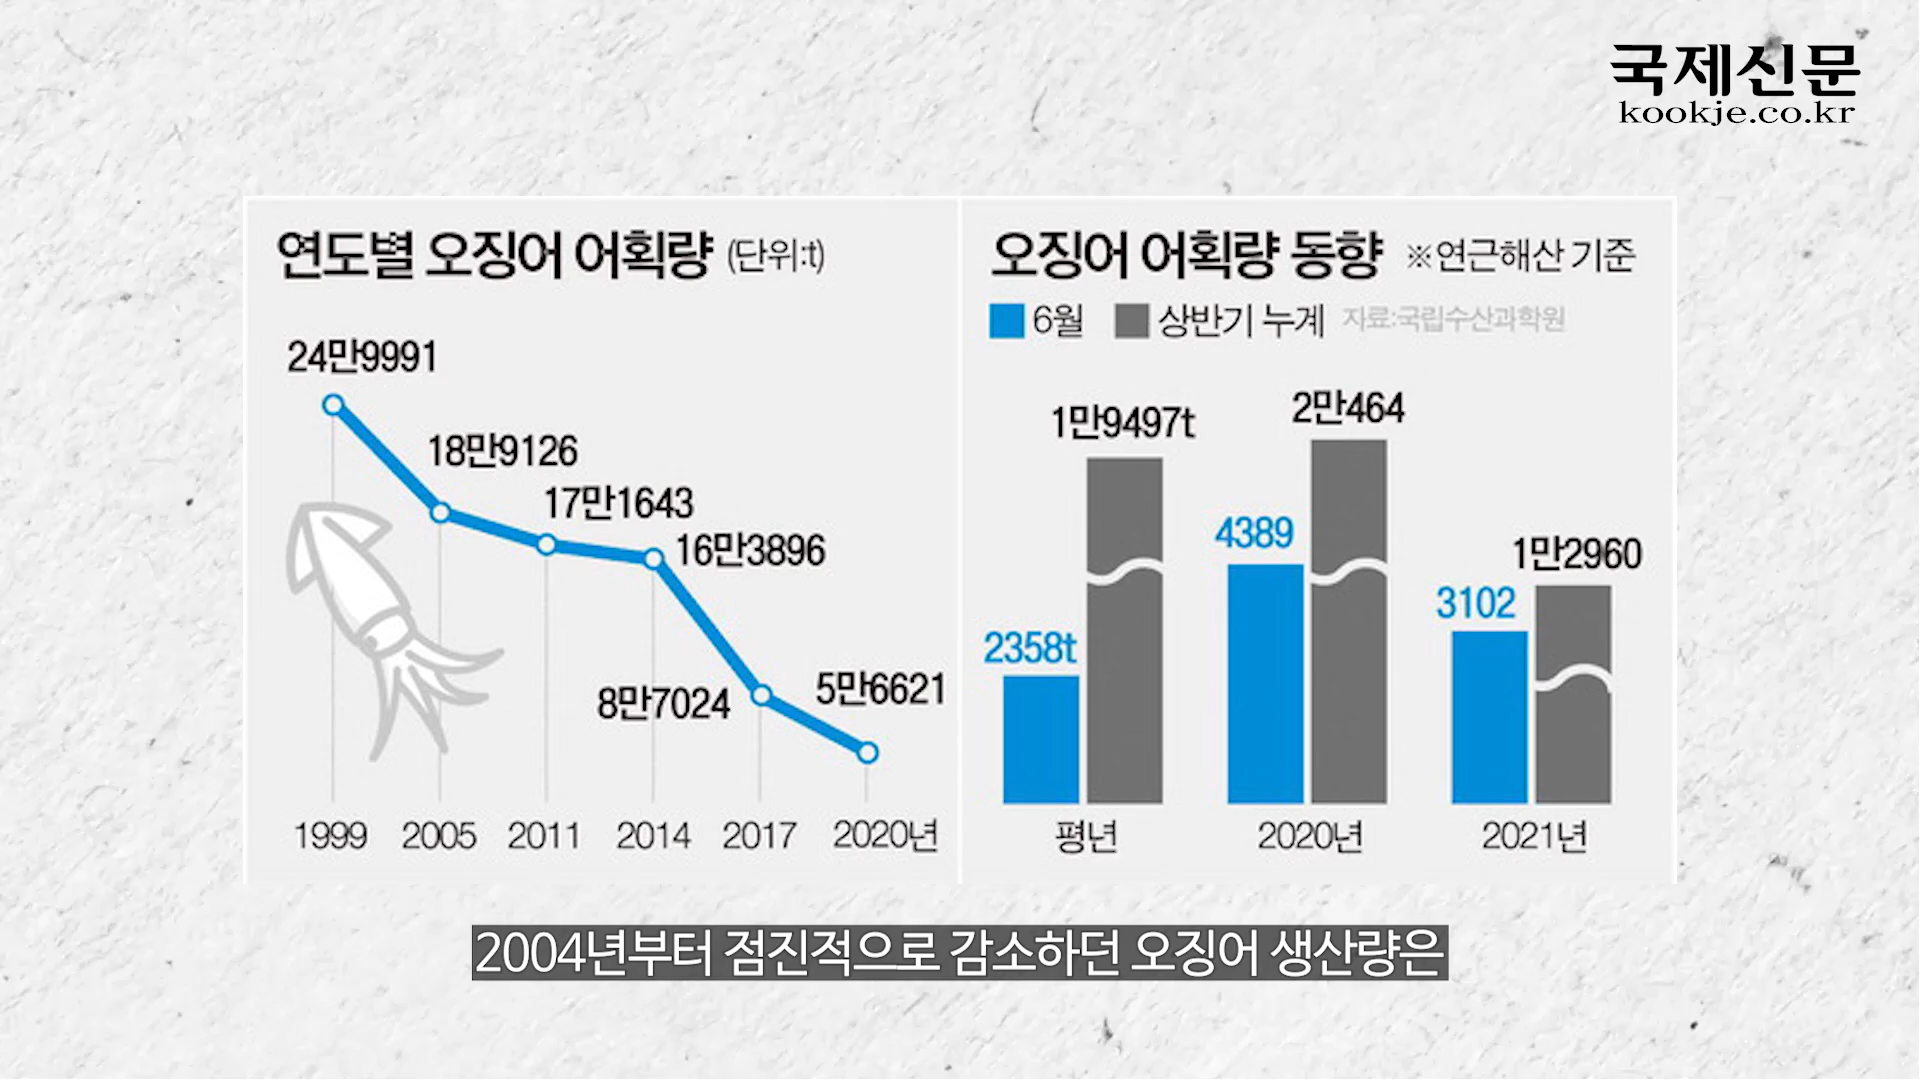 국제신문
kookje.co.kr
연도별 오징어 어획량 (단위:t)
24만9991
18만9126
17만1643
16만3896
8만7024
5만6621
1999 2005 2011 2014 2017 2020년
오징어 어획량 동향 ※연근해산 기준
6월 상반기 누계 자료:국립수산과학원
1만9497t
2만464
4389
1만2960
3102
2358t
평년 2020년 2021년
2004년부터 점진적으로 감소하던 오징어 생산량은